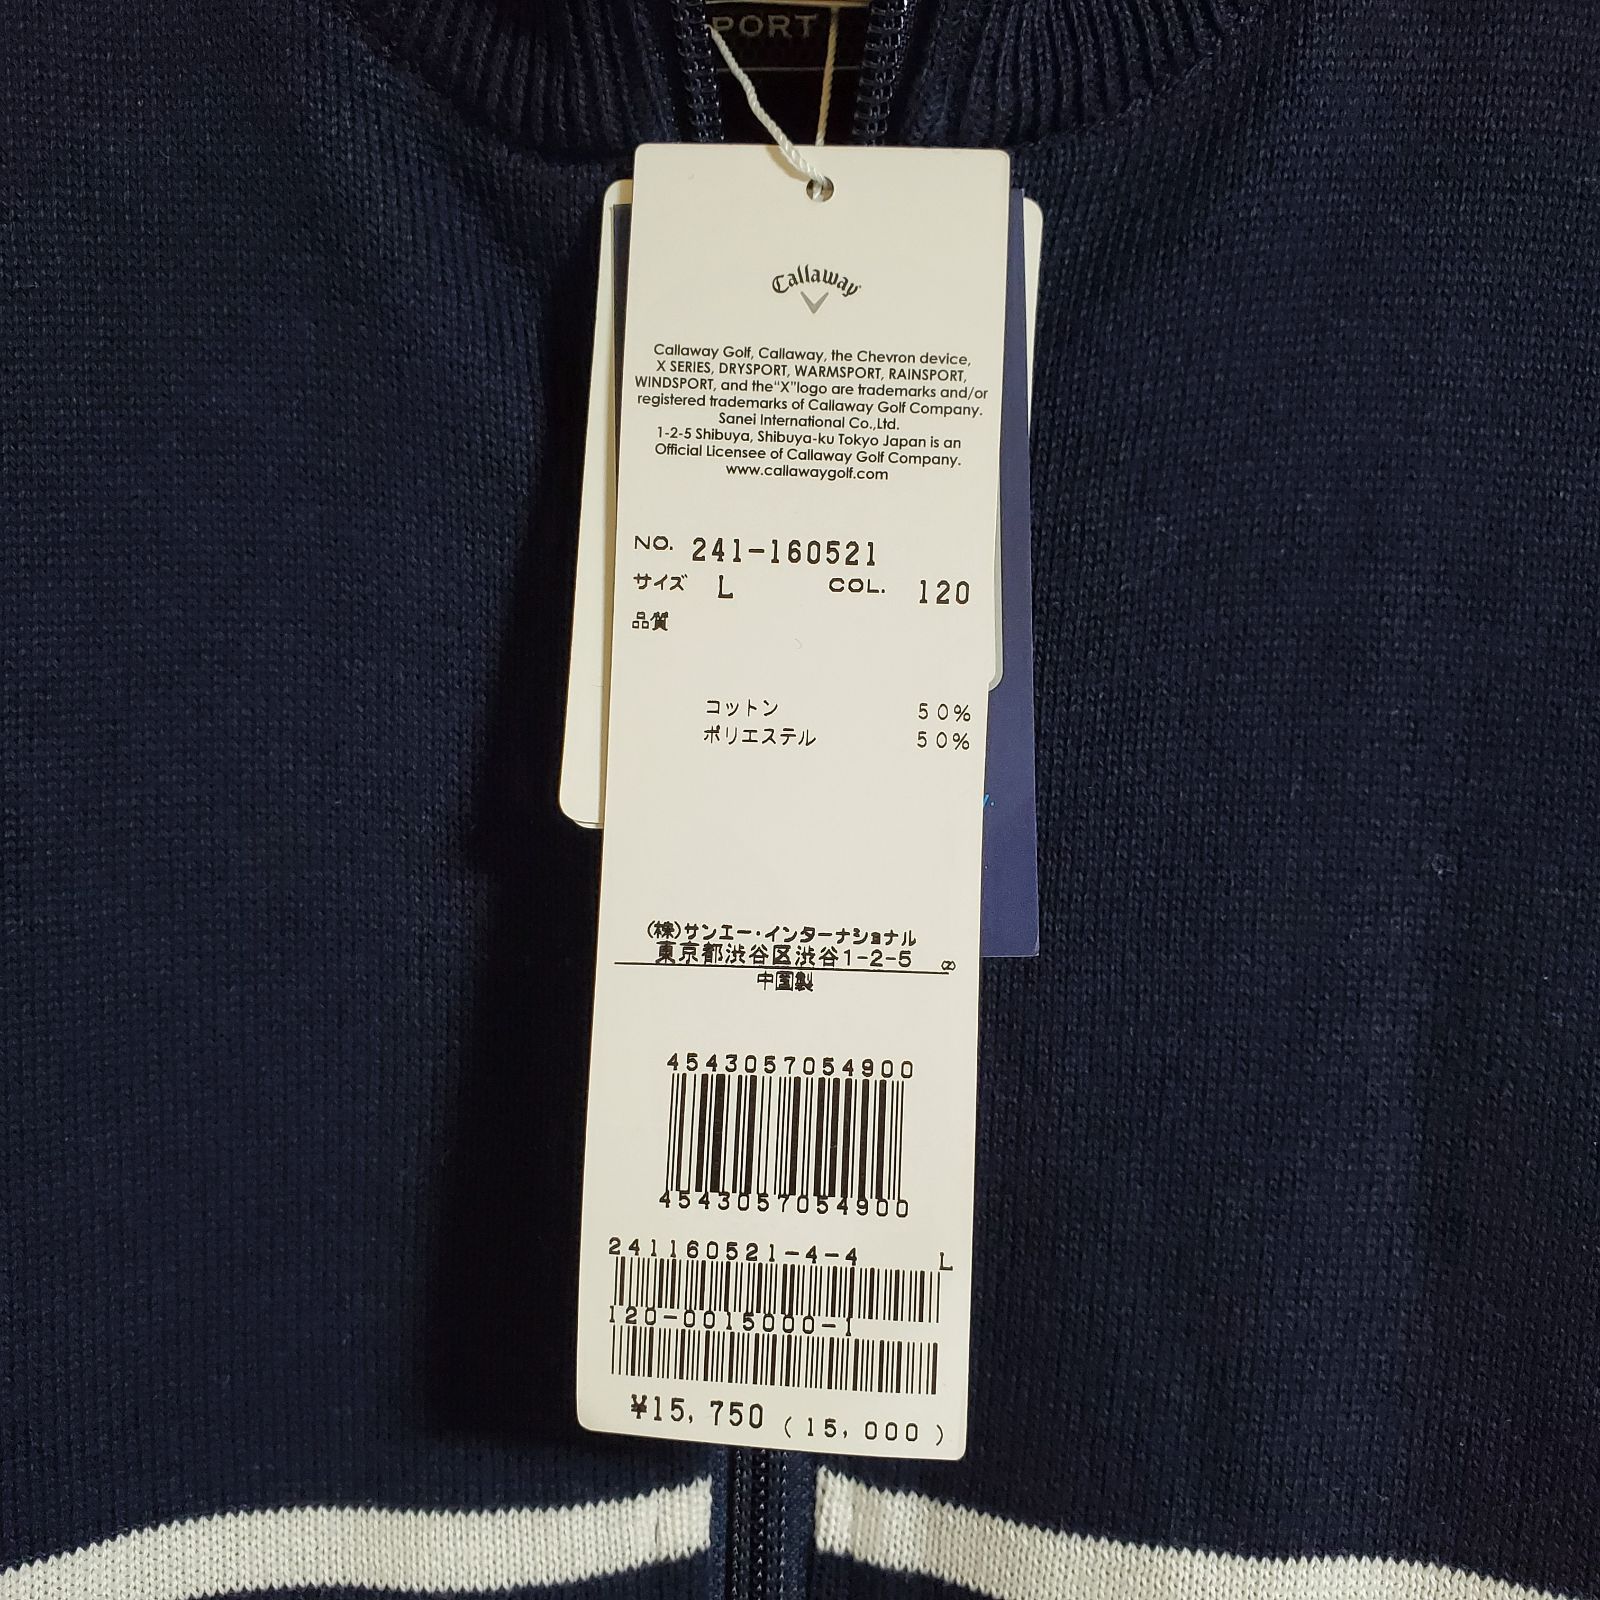 PORT
Callaway
Callaway Golf, Callaway, the Chevron device,
X SERIES, DRYSPORT, WARMSPORT, RAINSPORT,
WINDSPORT, and the"X"logo are trademarks and/or
registered trademarks of Callaway Golf Company.
Sanei International Co.,Ltd.
1-2-5 Shibuya, Shibuya-ku Tokyo Japan is an
Official Licensee of Callaway Golf Company.
www.callawaygolf.com
NO. 241-160521
サイズ L COL. 120
品質
コットン 50%
ポリエステル 50%
(株)サンエー・インターナショナル
東京都渋谷区渋谷1-2-5 (2)
中国製
4543057054900
4543057054900
241160521-4-4 L
120-0015000-1
¥15,750 (15,000)
y.